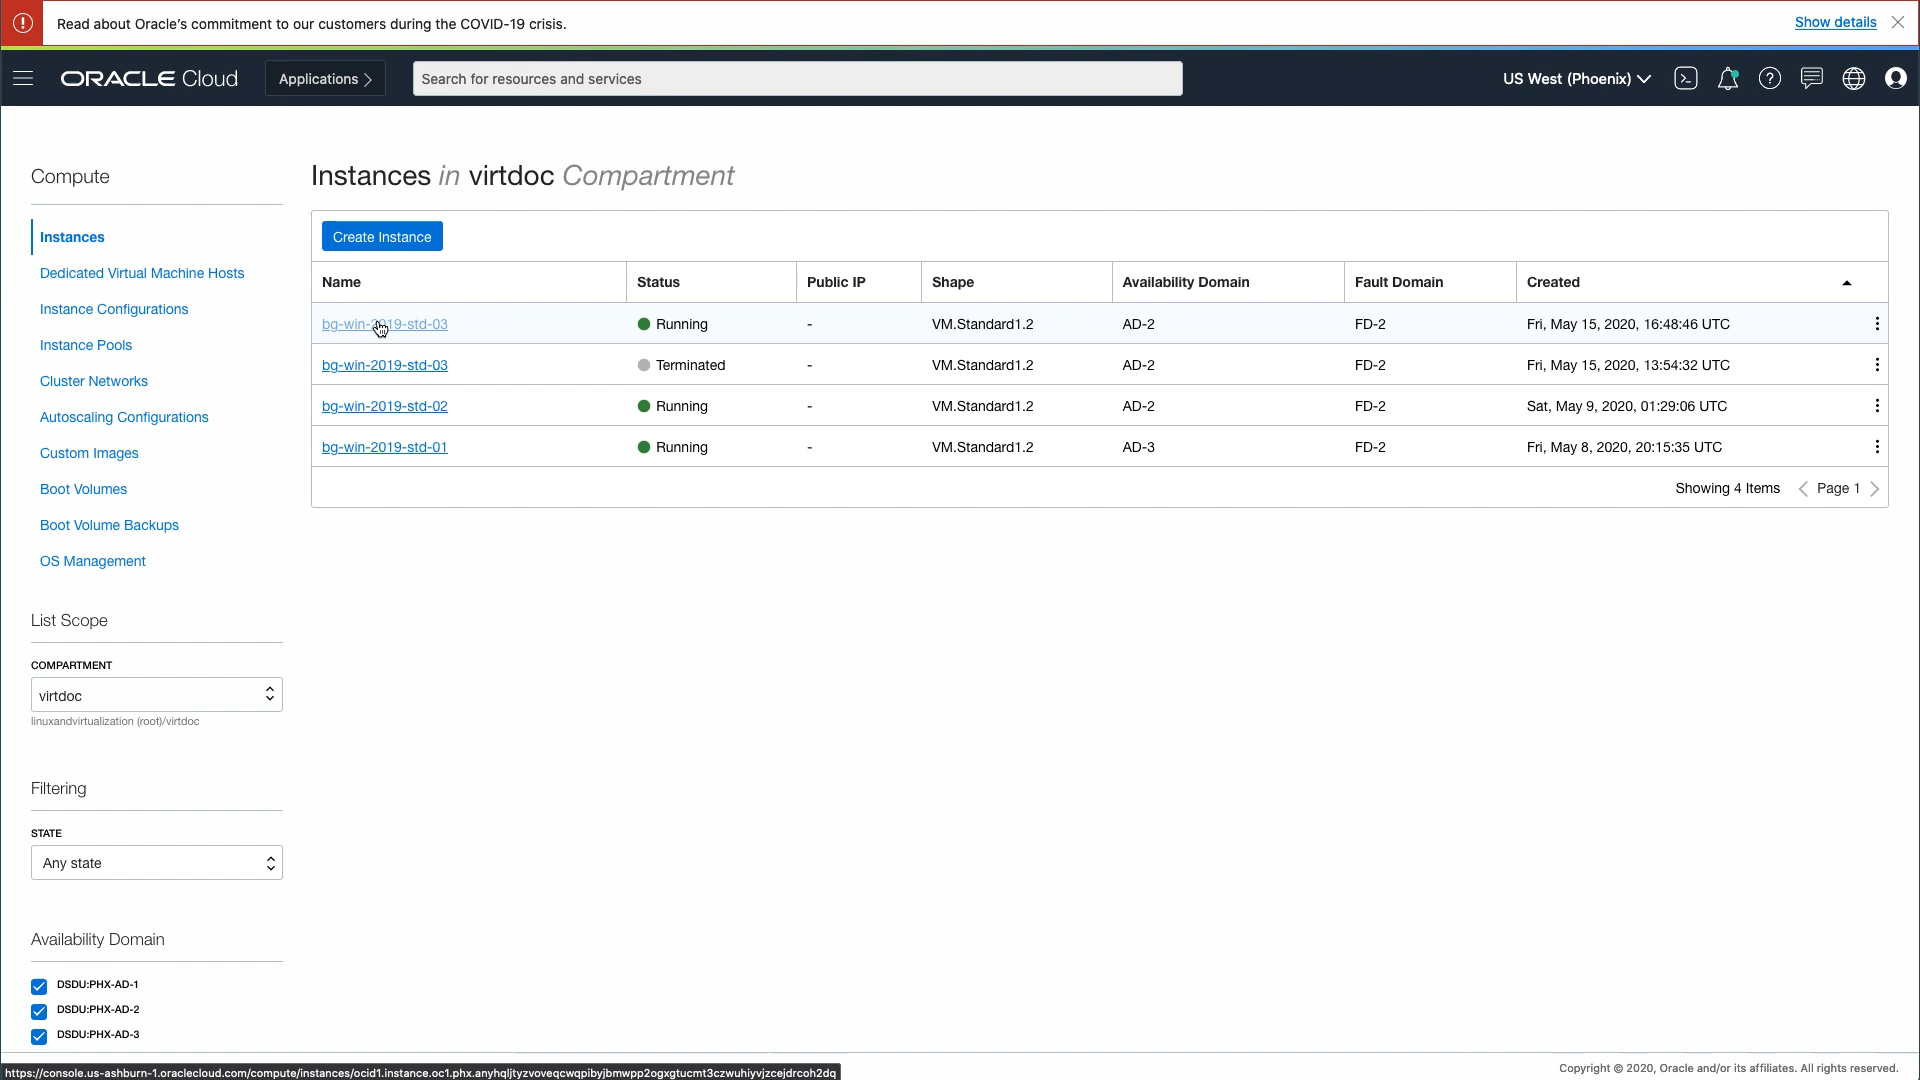 Read about Oracle's commitment to our customers during the COVID-19 crisis.
Show details
ORACLE Cloud
Applications
Search for resources and services
US West (Phoenix)
Compute
Instances
Dedicated Virtual Machine Hosts
Instance Configurations
Instance Pools
Cluster Networks
Autoscaling Configurations
Custom Images
Boot Volumes
Boot Volume Backups
OS Management
List Scope
COMPARTMENT
virtdoc
linuxandvirtualization (root)/virtdoc
Filtering
STATE
Any state
Availability Domain
DSDU:PHX-AD-1
DSDU:PHX-AD-2
DSDU:PHX-AD-3
Instances in virtdoc Compartment
Create Instance
Name Status Public IP Shape Availability Domain Fault Domain Created
bg-win-2019-std-03 Running - VM.Standard1.2 AD-2 FD-2 Fri, May 15, 2020, 16:48:46 UTC
bg-win-2019-std-03 Terminated - VM.Standard1.2 AD-2 FD-2 Fri, May 15, 2020, 13:54:32 UTC
bg-win-2019-std-02 Running - VM.Standard1.2 AD-2 FD-2 Sat, May 9, 2020, 01:29:06 UTC
bg-win-2019-std-01 Running - VM.Standard1.2 AD-3 FD-2 Fri, May 8, 2020, 20:15:35 UTC
Showing 4 Items Page 1
https://console.us-ashburn-1.oraclecloud.com/compute/instances/ocid1.instance.oc1.phx.anyhqljtyzvoveqcwqpibyjbmwpp2ogxgtucmt3czwuhiyvjzcejdrcoh2dq
Copyright © 2020, Oracle and/or its affiliates. All rights reserved.